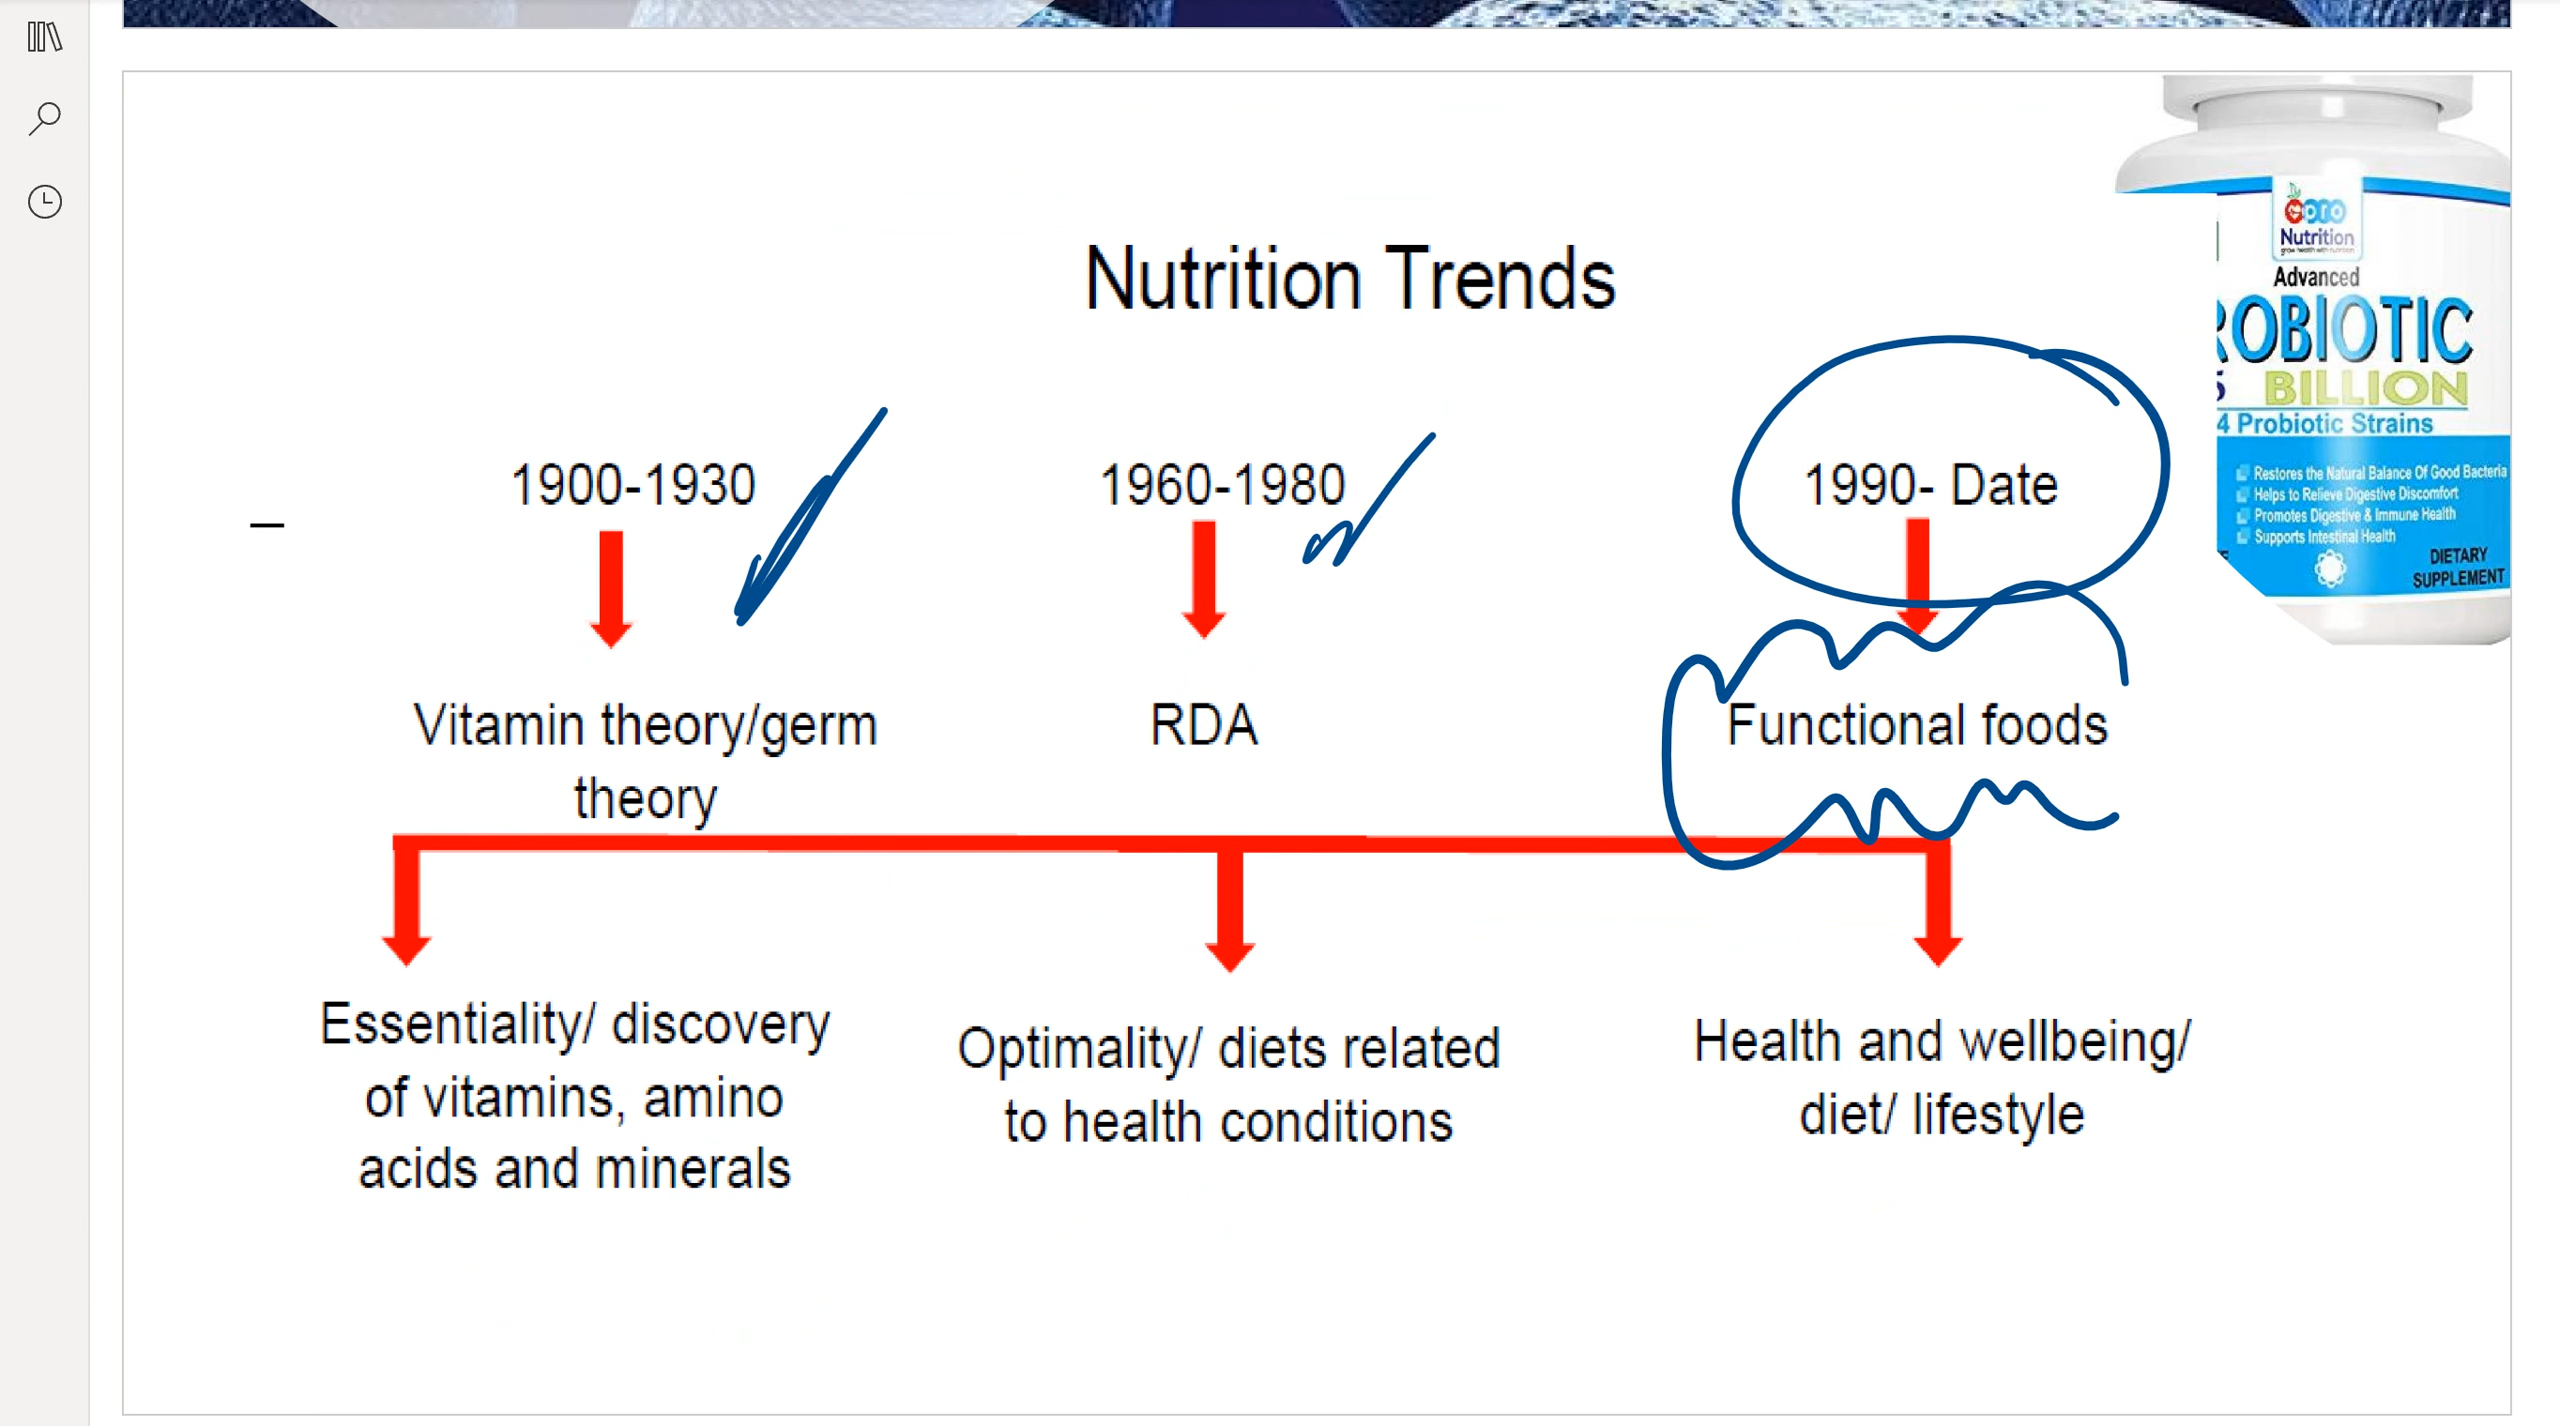 Nutrition Trends
1900-1930
1960-1980
1990- Date
Vitamin theory/germ
theory
RDA
Functional foods
Essentiality/ discovery
of vitamins, amino
acids and minerals
Optimality/ diets related
to health conditions
Health and wellbeing/
diet/ lifestyle
epro
Nutrition
Advanced
ROBIOTIC
BILLION
4 Probiotic Strains
Restores the Natural Balance Of Good Bacteria
Helps to Relieve Digestive Discomfort
Promotes Digestive & Immune Health
Supports Intestinal Health
DIETARY
SUPPLEMENT